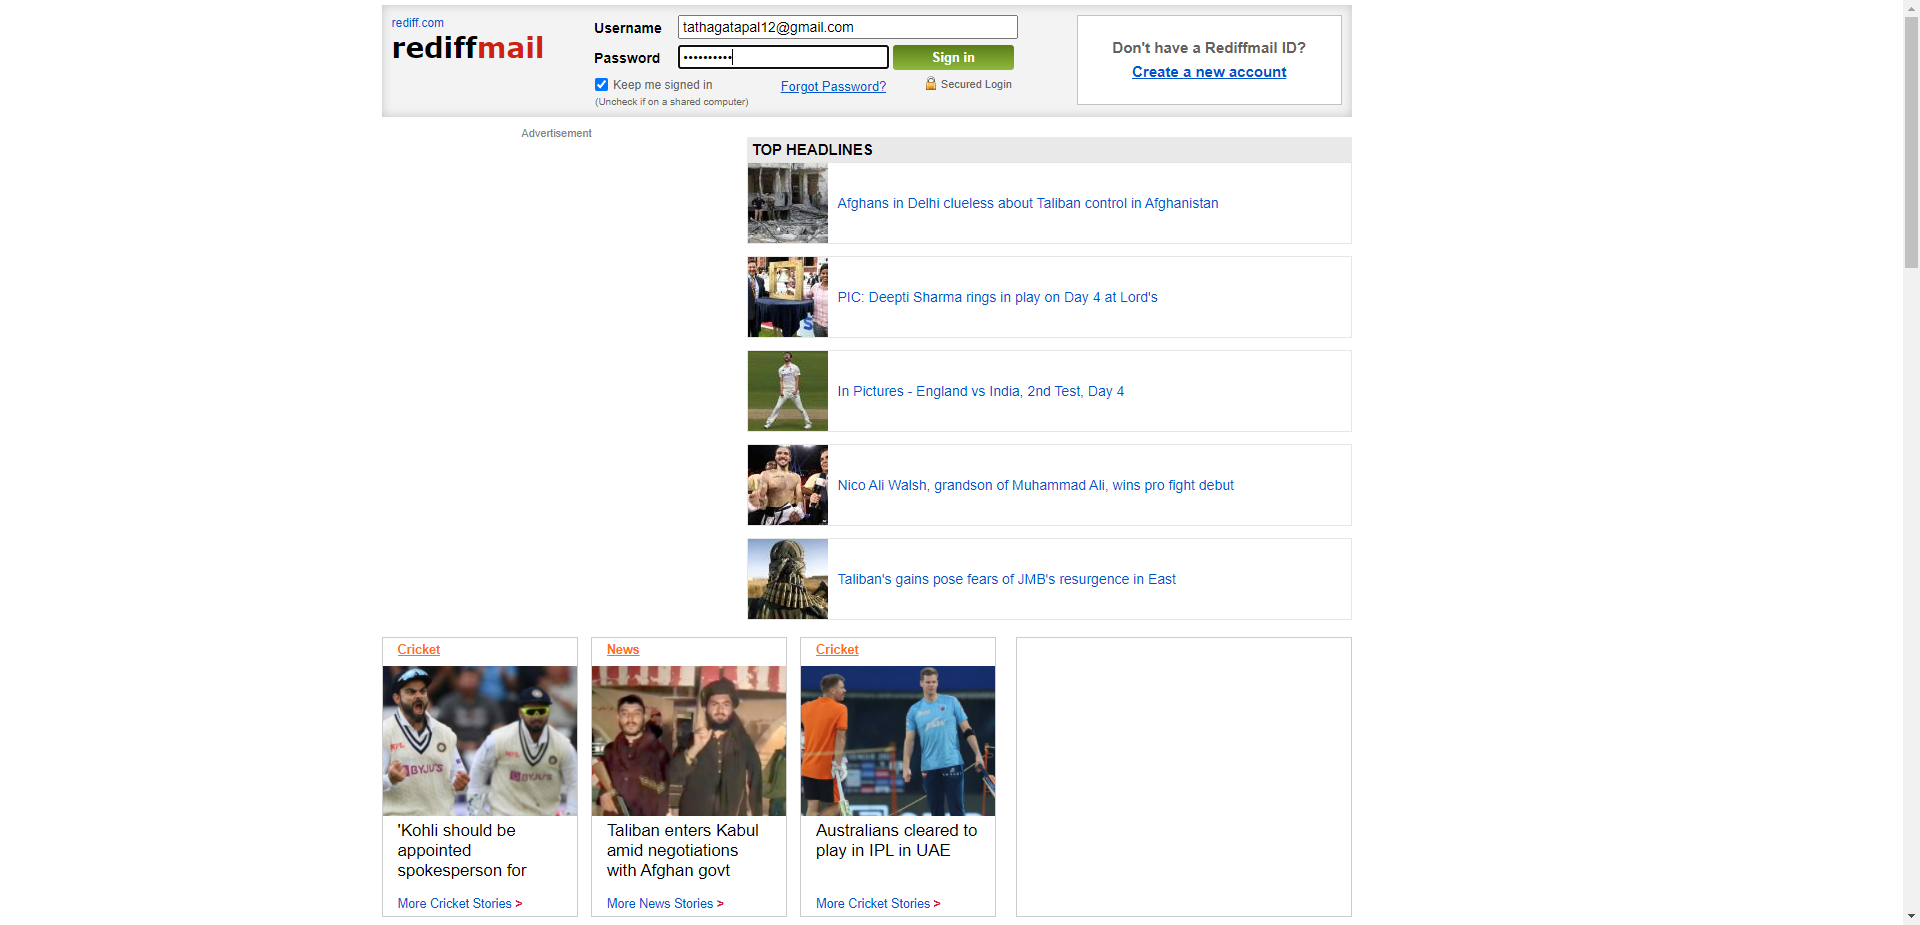 rediff.com
rediffmail
Username
tathagatapal12@gmail.com
Password
••••••••••
Sign in
Keep me signed in
(Uncheck if on a shared computer)
Forgot Password?
Secured Login
Don't have a Rediffmail ID?
Create a new account
Advertisement
TOP HEADLINES
Afghans in Delhi clueless about Taliban control in Afghanistan
PIC: Deepti Sharma rings in play on Day 4 at Lord's
In Pictures - England vs India, 2nd Test, Day 4
Nico Ali Walsh, grandson of Muhammad Ali, wins pro fight debut
Taliban's gains pose fears of JMB's resurgence in East
Cricket
BYJU'S
BYJU'S
'Kohli should be
appointed
spokesperson for
More Cricket Stories >
News
Taliban enters Kabul
amid negotiations
with Afghan govt
More News Stories >
Cricket
Australians cleared to
play in IPL in UAE
More Cricket Stories >